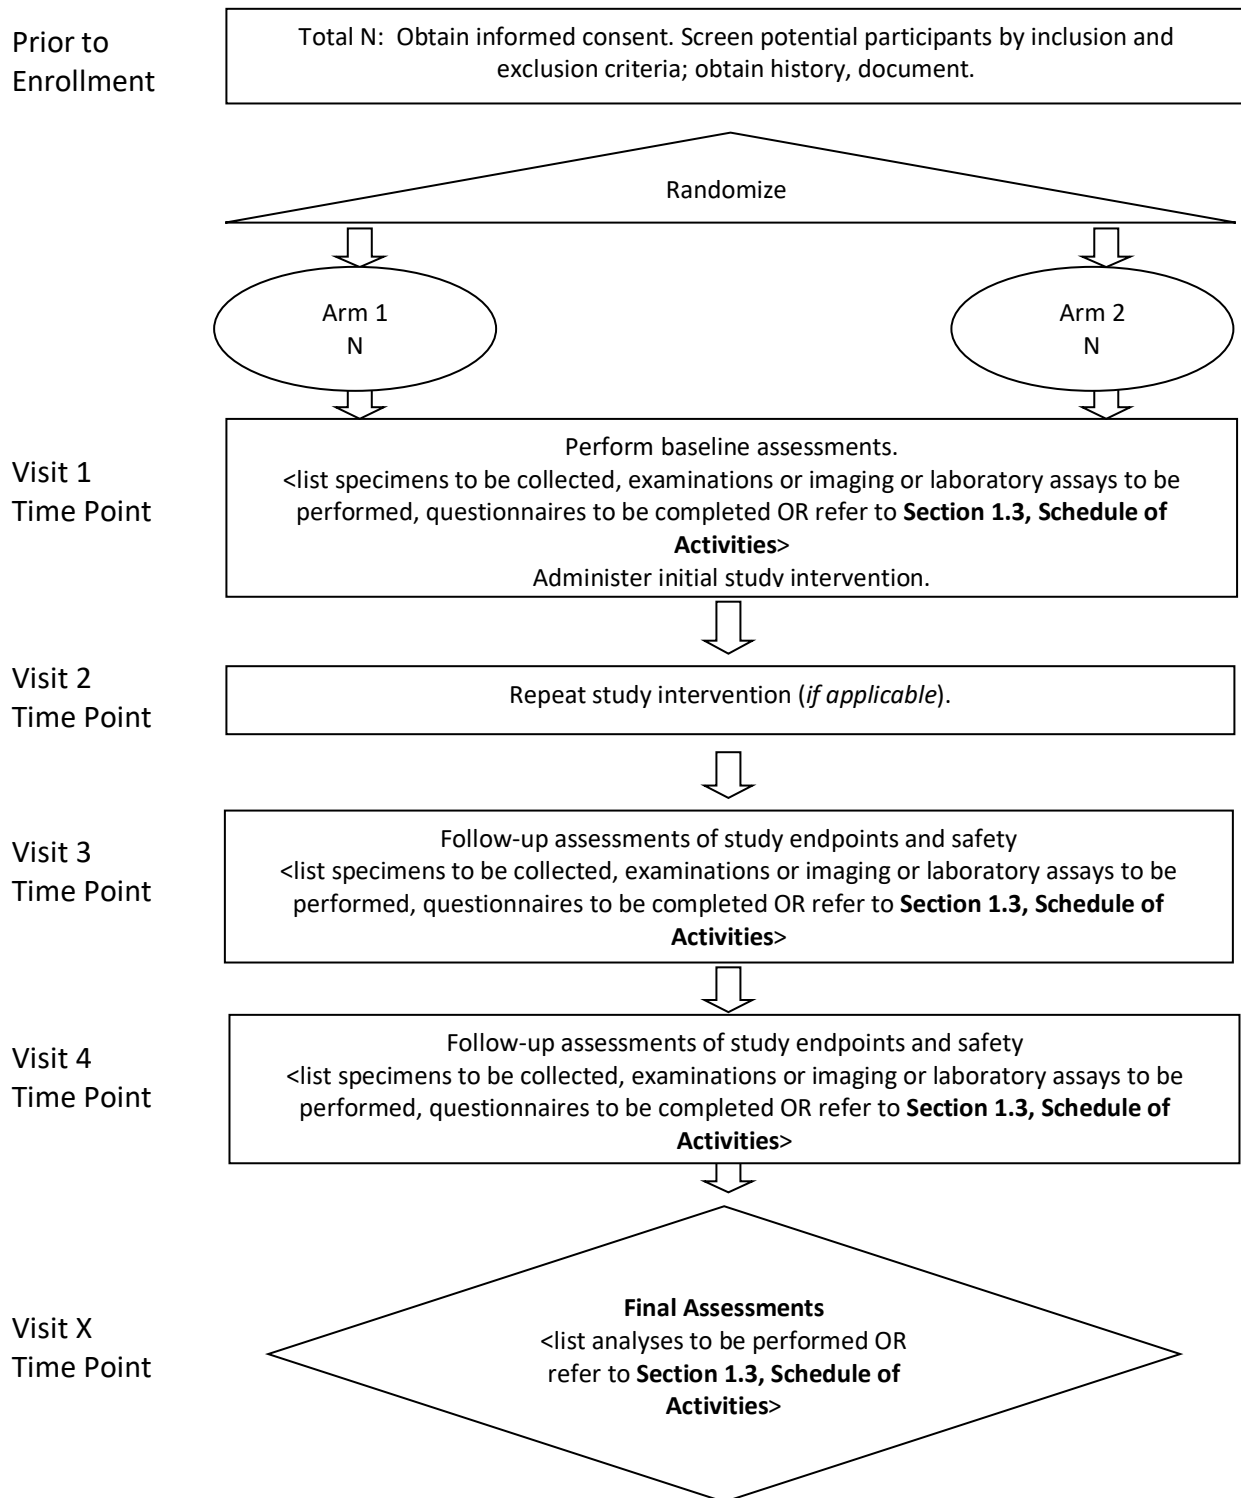 Prior to
Enrollment
Total N:  Obtain informed consent. Screen potential participants by inclusion and
exclusion criteria; obtain history, document.
Randomize
Arm 1
N
Arm 2
N
Visit 1
Time Point
Perform baseline assessments.
<list specimens to be collected, examinations or imaging or laboratory assays to be
performed, questionnaires to be completed OR refer to Section 1.3, Schedule of
Activities>
Administer initial study intervention.
Visit 2
Time Point
Repeat study intervention (if applicable).
Visit 3
Time Point
Follow-up assessments of study endpoints and safety
<list specimens to be collected, examinations or imaging or laboratory assays to be
performed, questionnaires to be completed OR refer to Section 1.3, Schedule of
Activities>
Visit 4
Time Point
Follow-up assessments of study endpoints and safety
<list specimens to be collected, examinations or imaging or laboratory assays to be
performed, questionnaires to be completed OR refer to Section 1.3, Schedule of
Activities>
Visit X
Time Point
Final Assessments
<list analyses to be performed OR
refer to Section 1.3, Schedule of
Activities>